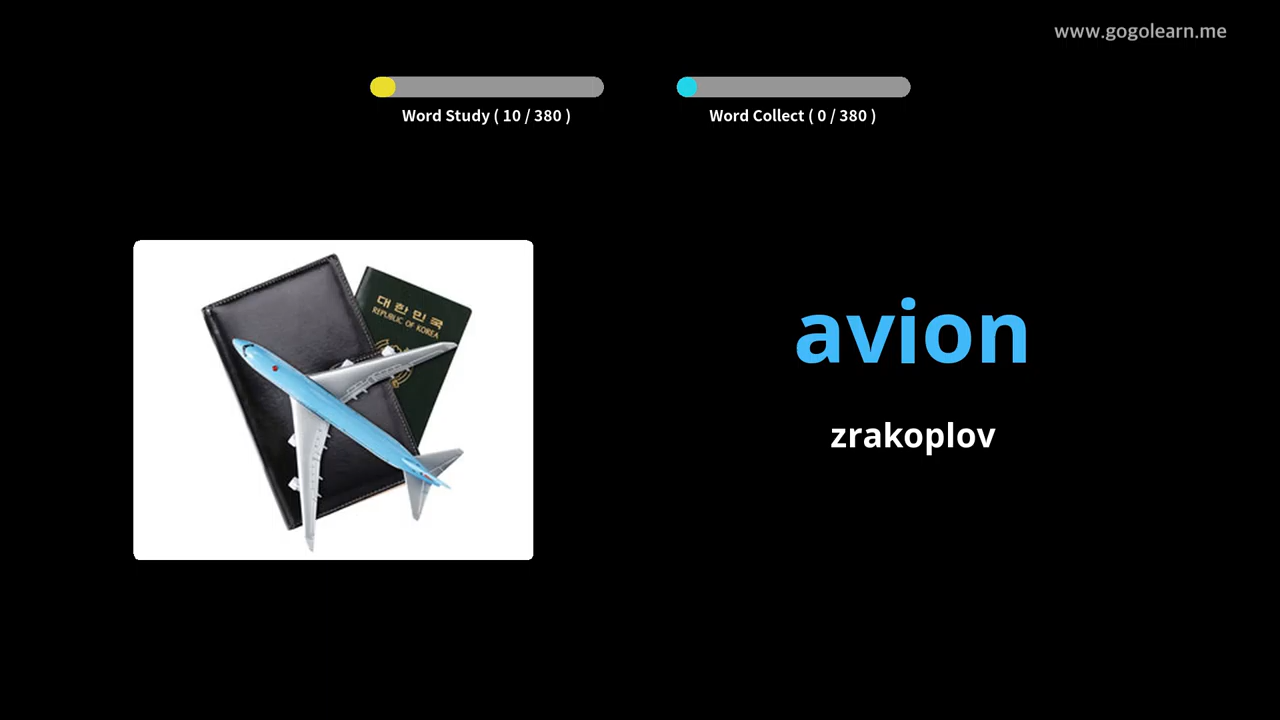 www.gogolearn.me
Word Study ( 10 / 380 )
Word Collect ( 0 / 380 )
대한민국
REPUBLIC OF KOREA
avion
zrakoplov